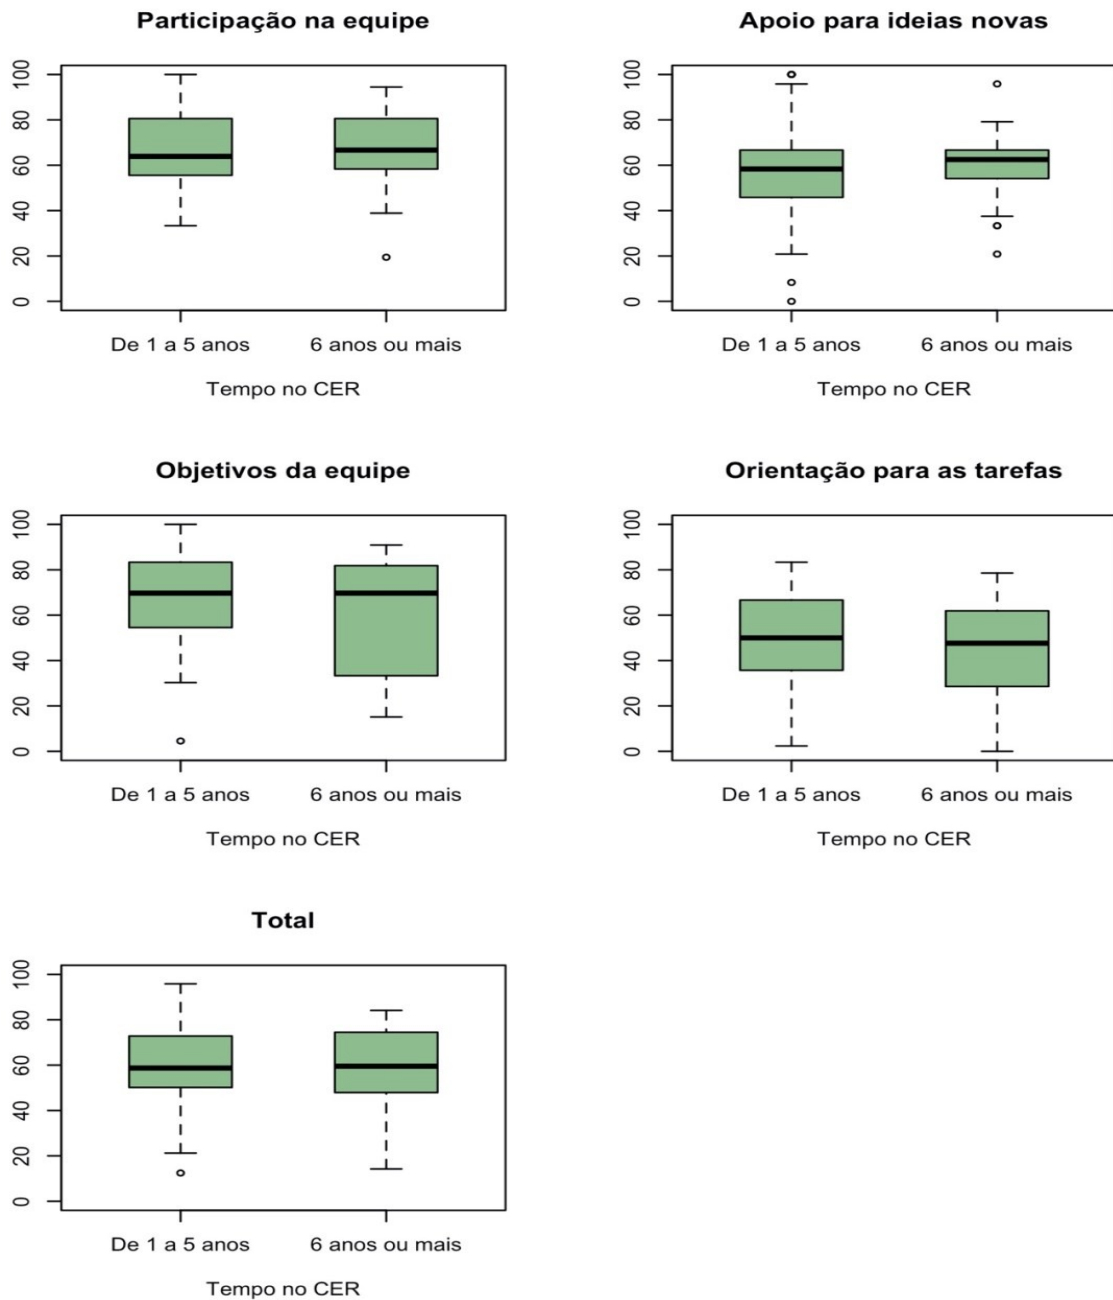 Participação na equipe
100
80
60
40
20
0
De 1 a 5 anos 6 anos ou mais
Tempo no CER
Apoio para ideias novas
100
80
60
40
20
0
De 1 a 5 anos 6 anos ou mais
Tempo no CER
Objetivos da equipe
100
80
60
40
20
0
De 1 a 5 anos 6 anos ou mais
Tempo no CER
Orientação para as tarefas
100
80
60
40
20
0
De 1 a 5 anos 6 anos ou mais
Tempo no CER
Total
100
80
60
40
20
0
De 1 a 5 anos 6 anos ou mais
Tempo no CER